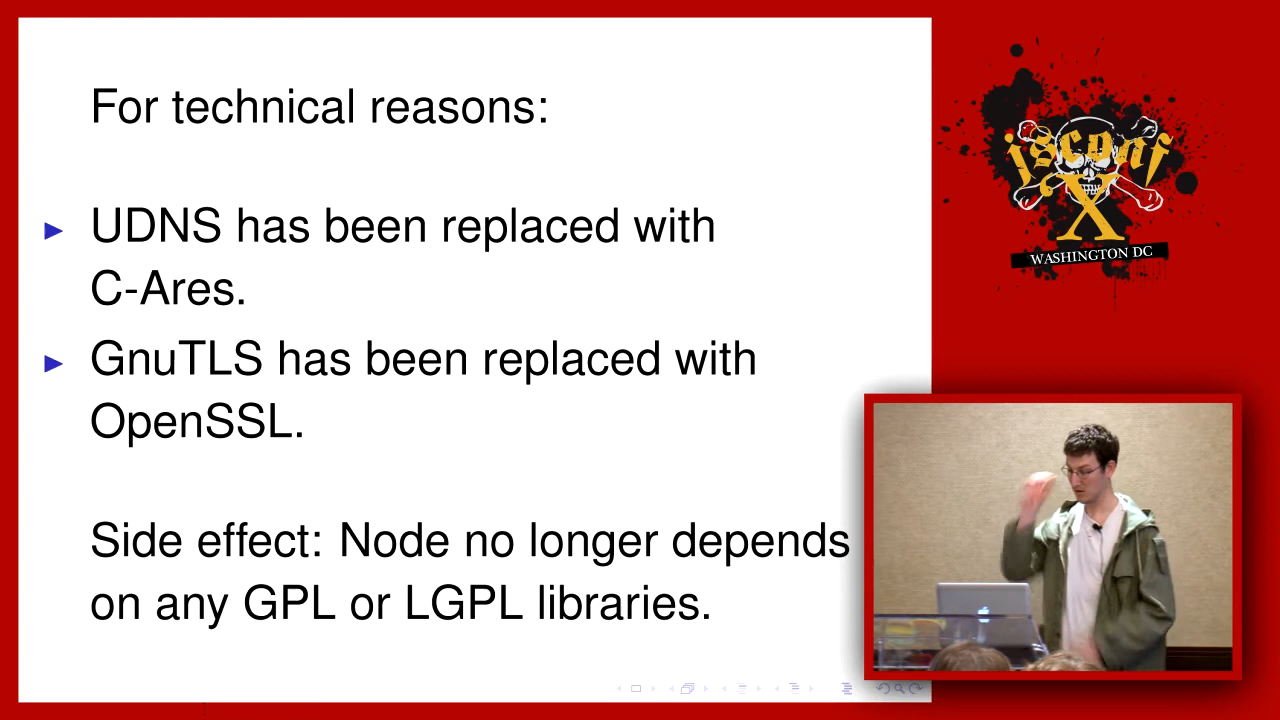 For technical reasons:
UDNS has been replaced with
C-Ares.
GnuTLS has been replaced with
OpenSSL.
Side effect: Node no longer depends
on any GPL or LGPL libraries.
jsconf
X
WASHINGTON DC